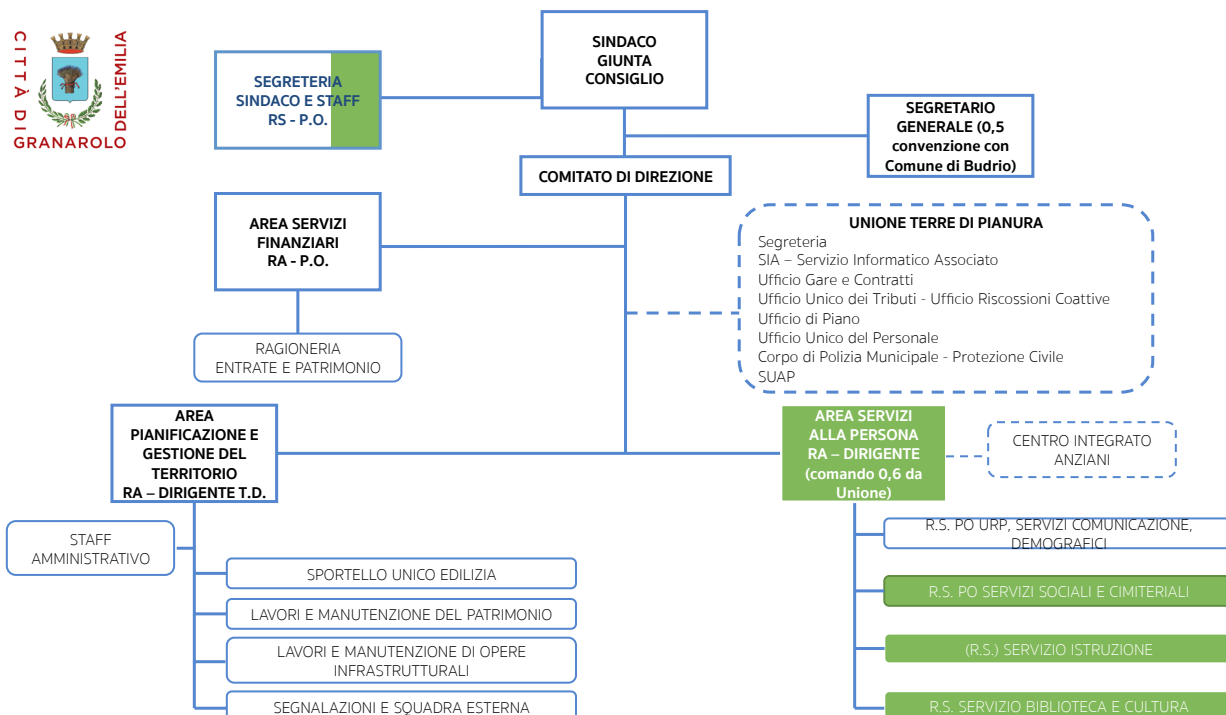 CITTÀ DI
GRANAROLO
DELL'EMILIA
SEGRETERIA
SINDACO E STAFF
RS - P.O.
SINDACO
GIUNTA
CONSIGLIO
SEGRETARIO
GENERALE (0,5
convenzione con
Comune di Budrio)
COMITATO DI DIREZIONE
AREA SERVIZI
FINANZIARI
RA - P.O.
RAGIONERIA
ENTRATE E PATRIMONIO
UNIONE TERRE DI PIANURA
Segreteria
SIA – Servizio Informatico Associato
Ufficio Gare e Contratti
Ufficio Unico dei Tributi - Ufficio Riscossioni Coattive
Ufficio di Piano
Ufficio Unico del Personale
Corpo di Polizia Municipale - Protezione Civile
SUAP
AREA
PIANIFICAZIONE E
GESTIONE DEL
TERRITORIO
RA – DIRIGENTE T.D.
AREA SERVIZI
ALLA PERSONA
RA – DIRIGENTE
(comando 0,6 da
Unione)
CENTRO INTEGRATO
ANZIANI
STAFF
AMMINISTRATIVO
SPORTELLO UNICO EDILIZIA
LAVORI E MANUTENZIONE DEL PATRIMONIO
LAVORI E MANUTENZIONE DI OPERE
INFRASTRUTTURALI
SEGNALAZIONI E SQUADRA ESTERNA
R.S. PO URP, SERVIZI COMUNICAZIONE,
DEMOGRAFICI
R.S. PO SERVIZI SOCIALI E CIMITERIALI
(R.S.) SERVIZIO ISTRUZIONE
R.S. SERVIZIO BIBLIOTECA E CULTURA